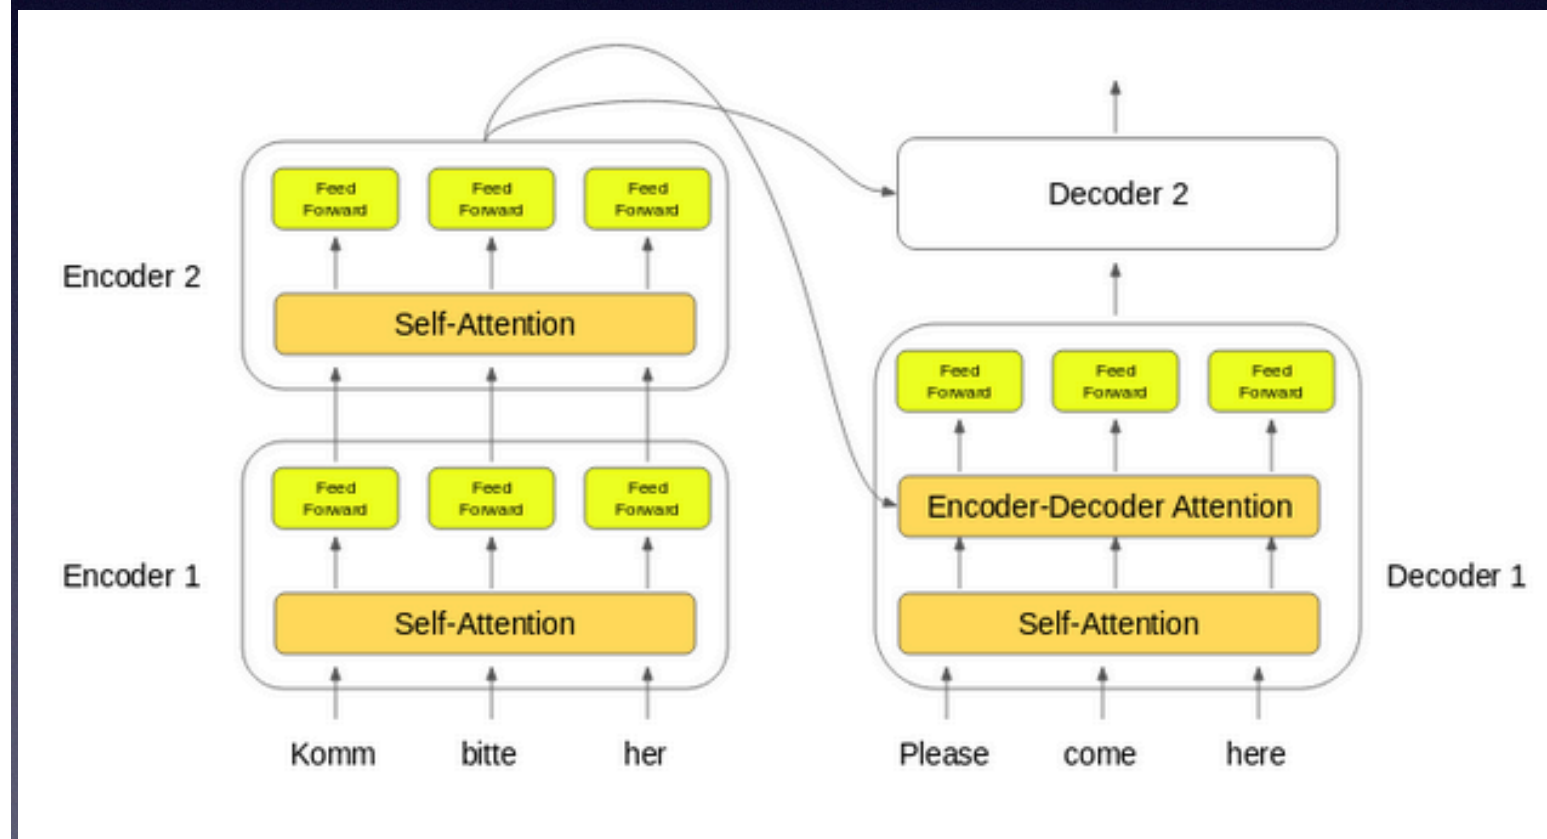 Feed Forward
Feed Forward
Feed Forward
Encoder 2
Self-Attention
Feed Forward
Feed Forward
Feed Forward
Encoder 1
Self-Attention
Komm bitte her
Decoder 2
Feed Forward
Feed Forward
Feed Forward
Encoder-Decoder Attention
Decoder 1
Self-Attention
Please come here